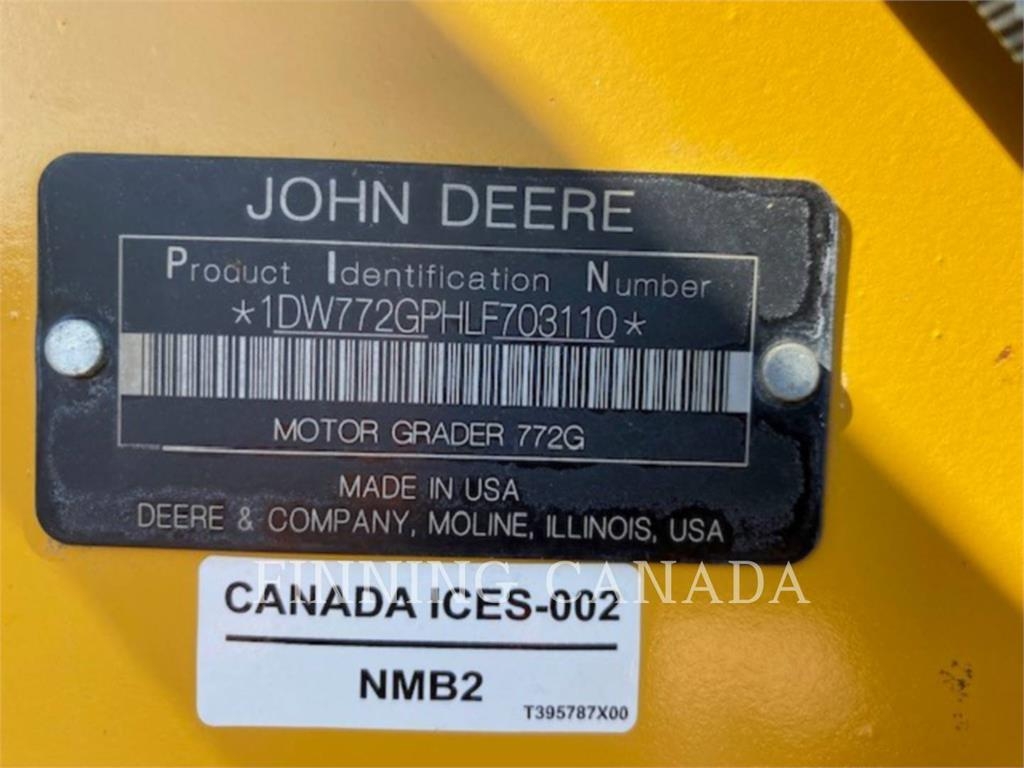 JOHN DEERE
Product Identification Number
*1DW772GPHLF703110*
MOTOR GRADER 772G
MADE IN USA
DEERE & COMPANY, MOLINE, ILLINOIS, USA
FINNING CANADA
CANADA ICES-002
NMB2
T395787X00